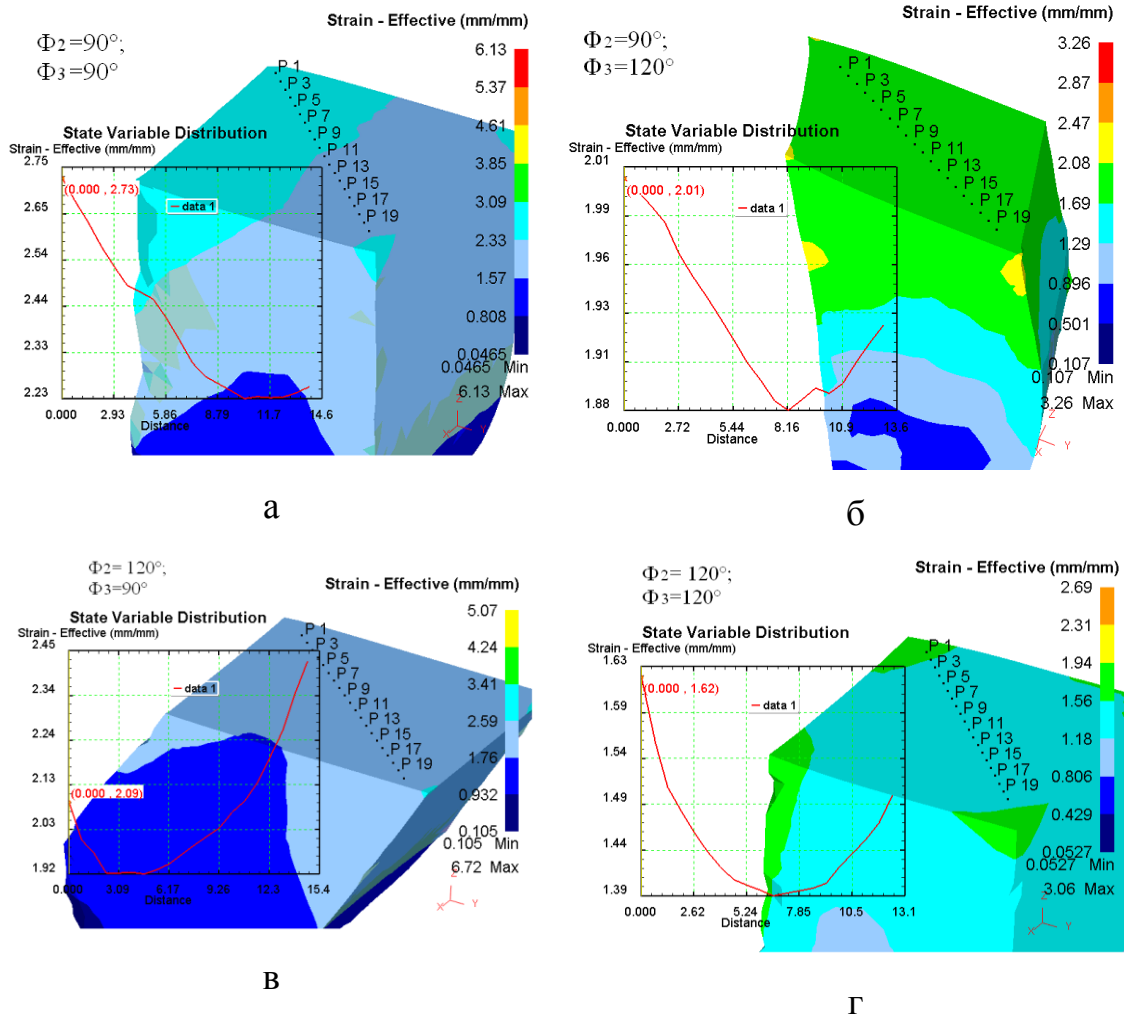 Strain - Effective (mm/mm)
Φ2=90°;
Φ3=90°
6.13
5.37
4.61
3.85
3.09
2.33
1.57
0.808
0.0465
0.0465 Min
6.13 Max
P 1
P 3
P 5
P 7
P 9
P 11
P 13
P 15
P 17
P 19
State Variable Distribution
Strain - Effective (mm/mm)
2.75
2.65
2.54
2.44
2.33
2.23
(0.000 , 2.73)
data 1
0.000 2.93 5.86 8.79 11.7 14.6
Distance
Z
X Y
а
Strain - Effective (mm/mm)
Φ2=90°;
Φ3=120°
3.26
2.87
2.47
2.08
1.69
1.29
0.896
0.501
0.107
0.107 Min
3.26 Max
P 1
P 3
P 5
P 7
P 9
P 11
P 13
P 15
P 17
P 19
State Variable Distribution
Strain - Effective (mm/mm)
2.01
1.99
1.96
1.93
1.91
1.88
(0.000 , 2.01)
data 1
0.000 2.72 5.44 8.16 10.9 13.6
Distance
Z
X Y
б
Φ2= 120°;
Φ3=90°
Strain - Effective (mm/mm)
5.07
4.24
3.41
2.59
1.76
0.932
0.105
0.105 Min
6.72 Max
P 1
P 3
P 5
P 7
P 9
P 11
P 13
P 15
P 17
P 19
State Variable Distribution
Strain - Effective (mm/mm)
2.45
2.34
2.24
2.13
2.03
1.92
(0.000 , 2.09)
data 1
0.000 3.09 6.17 9.26 12.3 15.4
Distance
Z
X Y
в
Strain - Effective (mm/mm)
Φ2= 120°;
Φ3=120°
2.69
2.31
1.94
1.56
1.18
0.806
0.429
0.0527
0.0527 Min
3.06 Max
P 1
P 3
P 5
P 7
P 9
P 11
P 13
P 15
P 17
P 19
State Variable Distribution
Strain - Effective (mm/mm)
1.63
1.59
1.54
1.49
1.44
1.39
(0.000 , 1.62)
data 1
0.000 2.62 5.24 7.85 10.5 13.1
Distance
Z
X Y
г